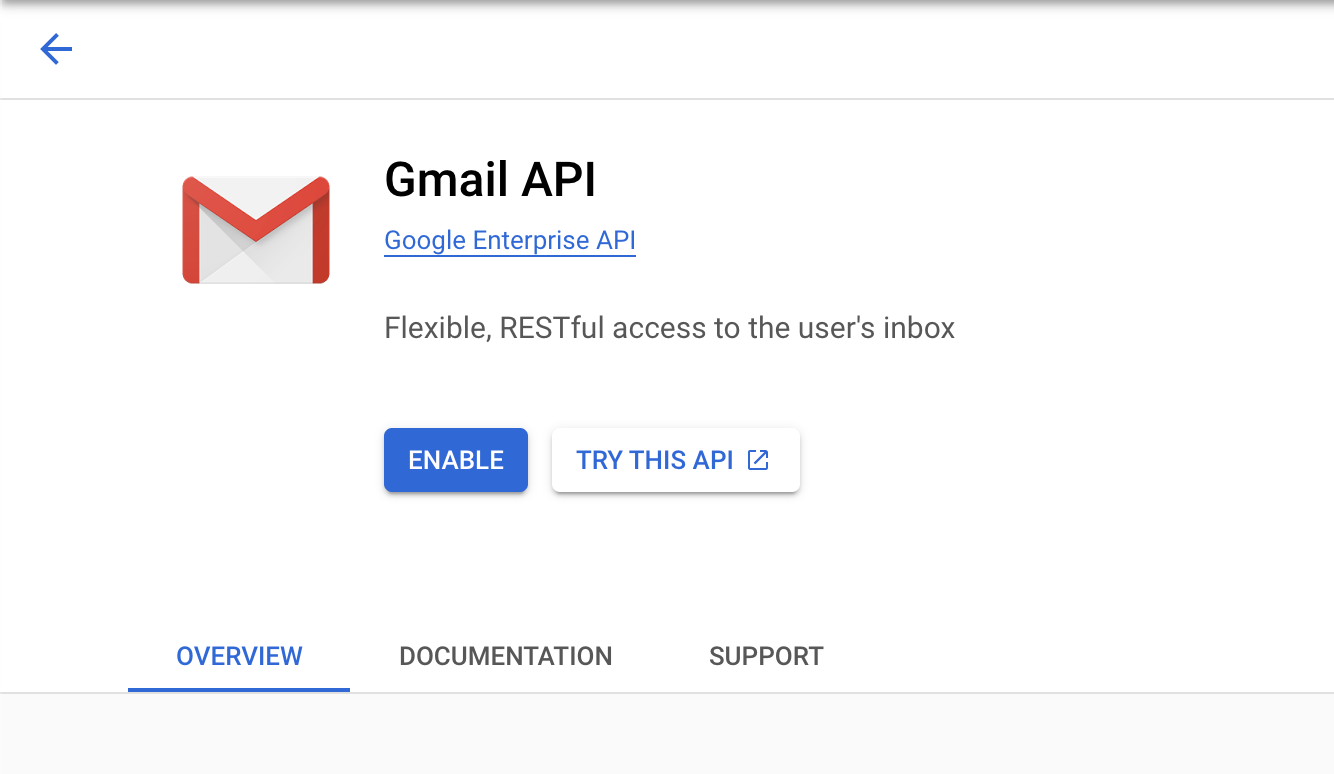 Gmail API
Google Enterprise API
Flexible, RESTful access to the user's inbox
ENABLE TRY THIS API
OVERVIEW DOCUMENTATION SUPPORT